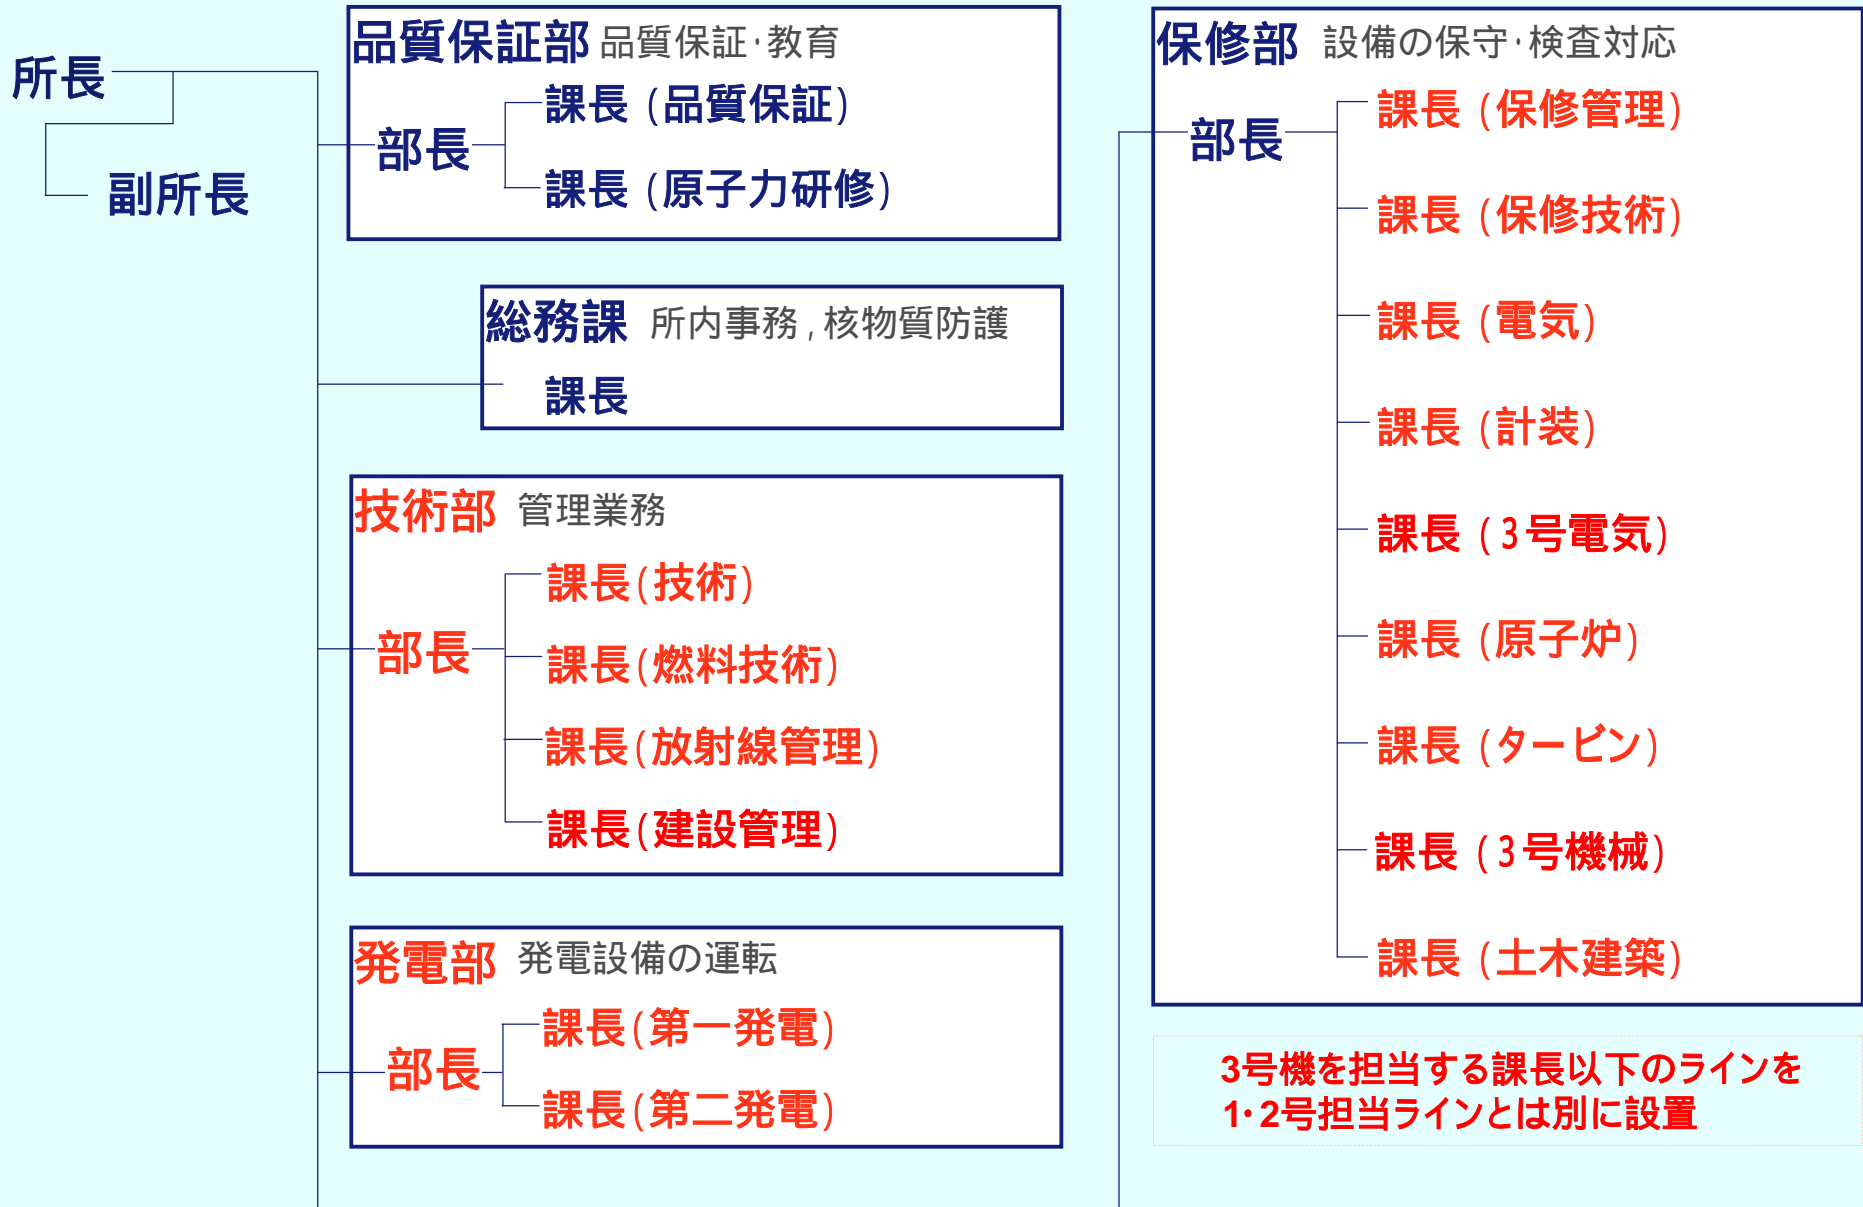 所長
副所長
品質保証部 品質保証・教育
部長
課長（品質保証）
課長（原子力研修）
総務課 所内事務，核物質防護
課長
技術部 管理業務
部長
課長（技術）
課長（燃料技術）
課長（放射線管理）
課長（建設管理）
発電部 発電設備の運転
部長
課長（第一発電）
課長（第二発電）
保修部 設備の保守・検査対応
部長
課長（保修管理）
課長（保修技術）
課長（電気）
課長（計装）
課長（3号電気）
課長（原子炉）
課長（タービン）
課長（3号機械）
課長（土木建築）
3号機を担当する課長以下のラインを
1・2号担当ラインとは別に設置